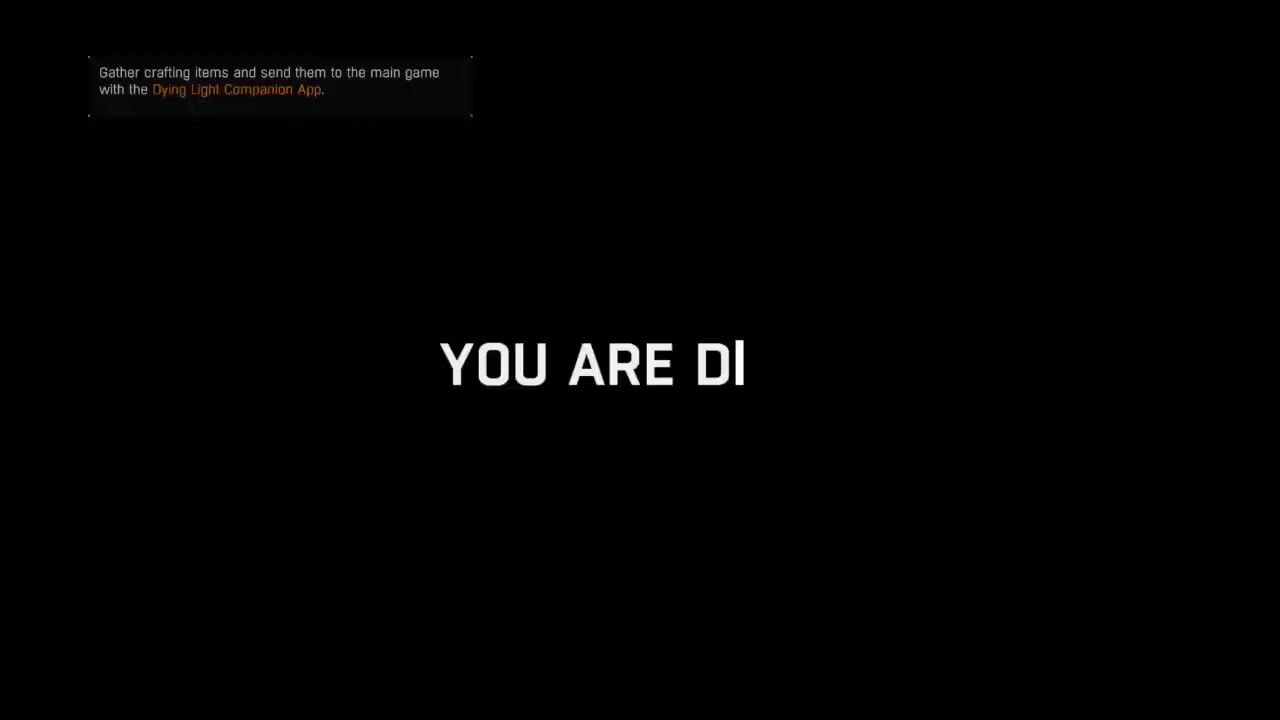 Gather crafting items and send them to the main game
with the Dying Light Companion App.
YOU ARE DI